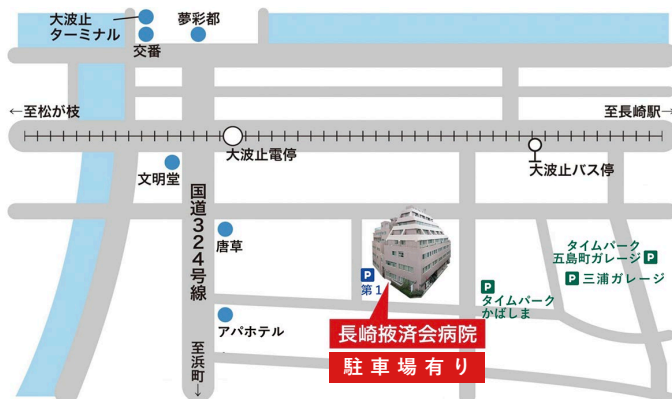 大波止
ターミナル
夢彩都
交番
←至松が枝
至長崎駅→
大波止電停
大波止バス停
文明堂
国道324号線
唐草
タイムパーク
五島町ガレージ P
P 三浦ガレージ
P
第1
P
タイムパーク
かばしま
アパホテル
長崎掖済会病院
駐車場有り
至浜町→